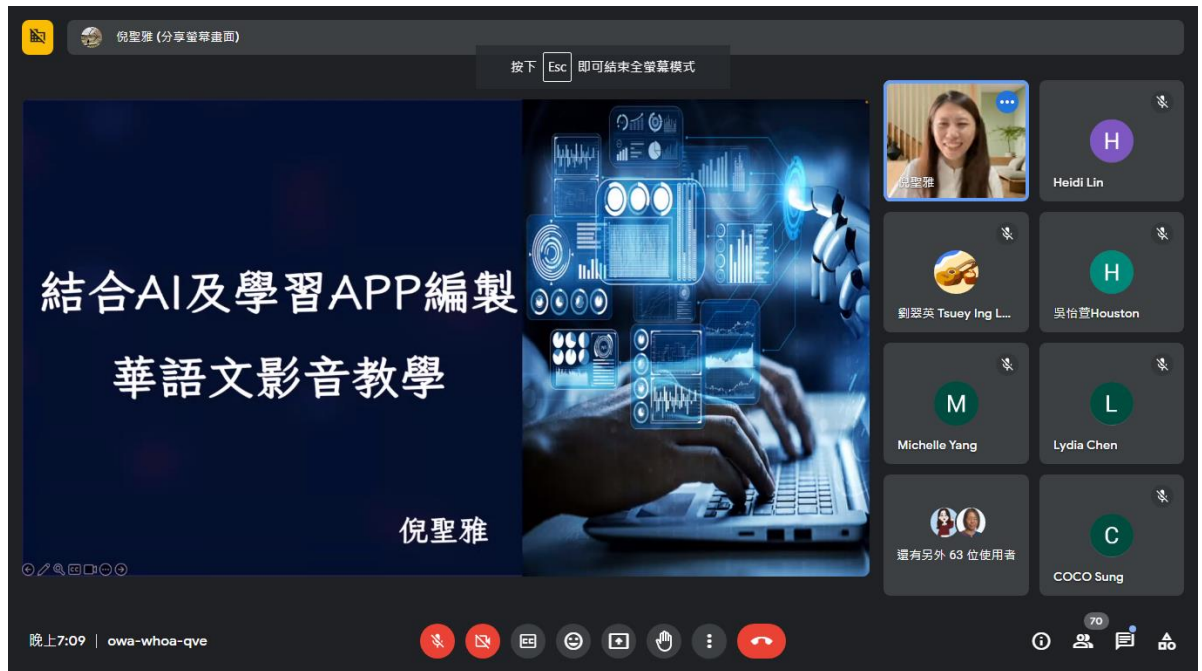 倪聖雅 (分享螢幕畫面)
按下 Esc 即可結束全螢幕模式
結合AI及學習APP編製
華語文影音教學
倪聖雅
倪聖雅
H
Heidi Lin
劉翠英 Tsuey Ing L...
H
吳怡萱Houston
M
Michelle Yang
L
Lydia Chen
還有另外 63 位使用者
C
COCO Sung
晚上7:09 | owa-whoa-qve
70